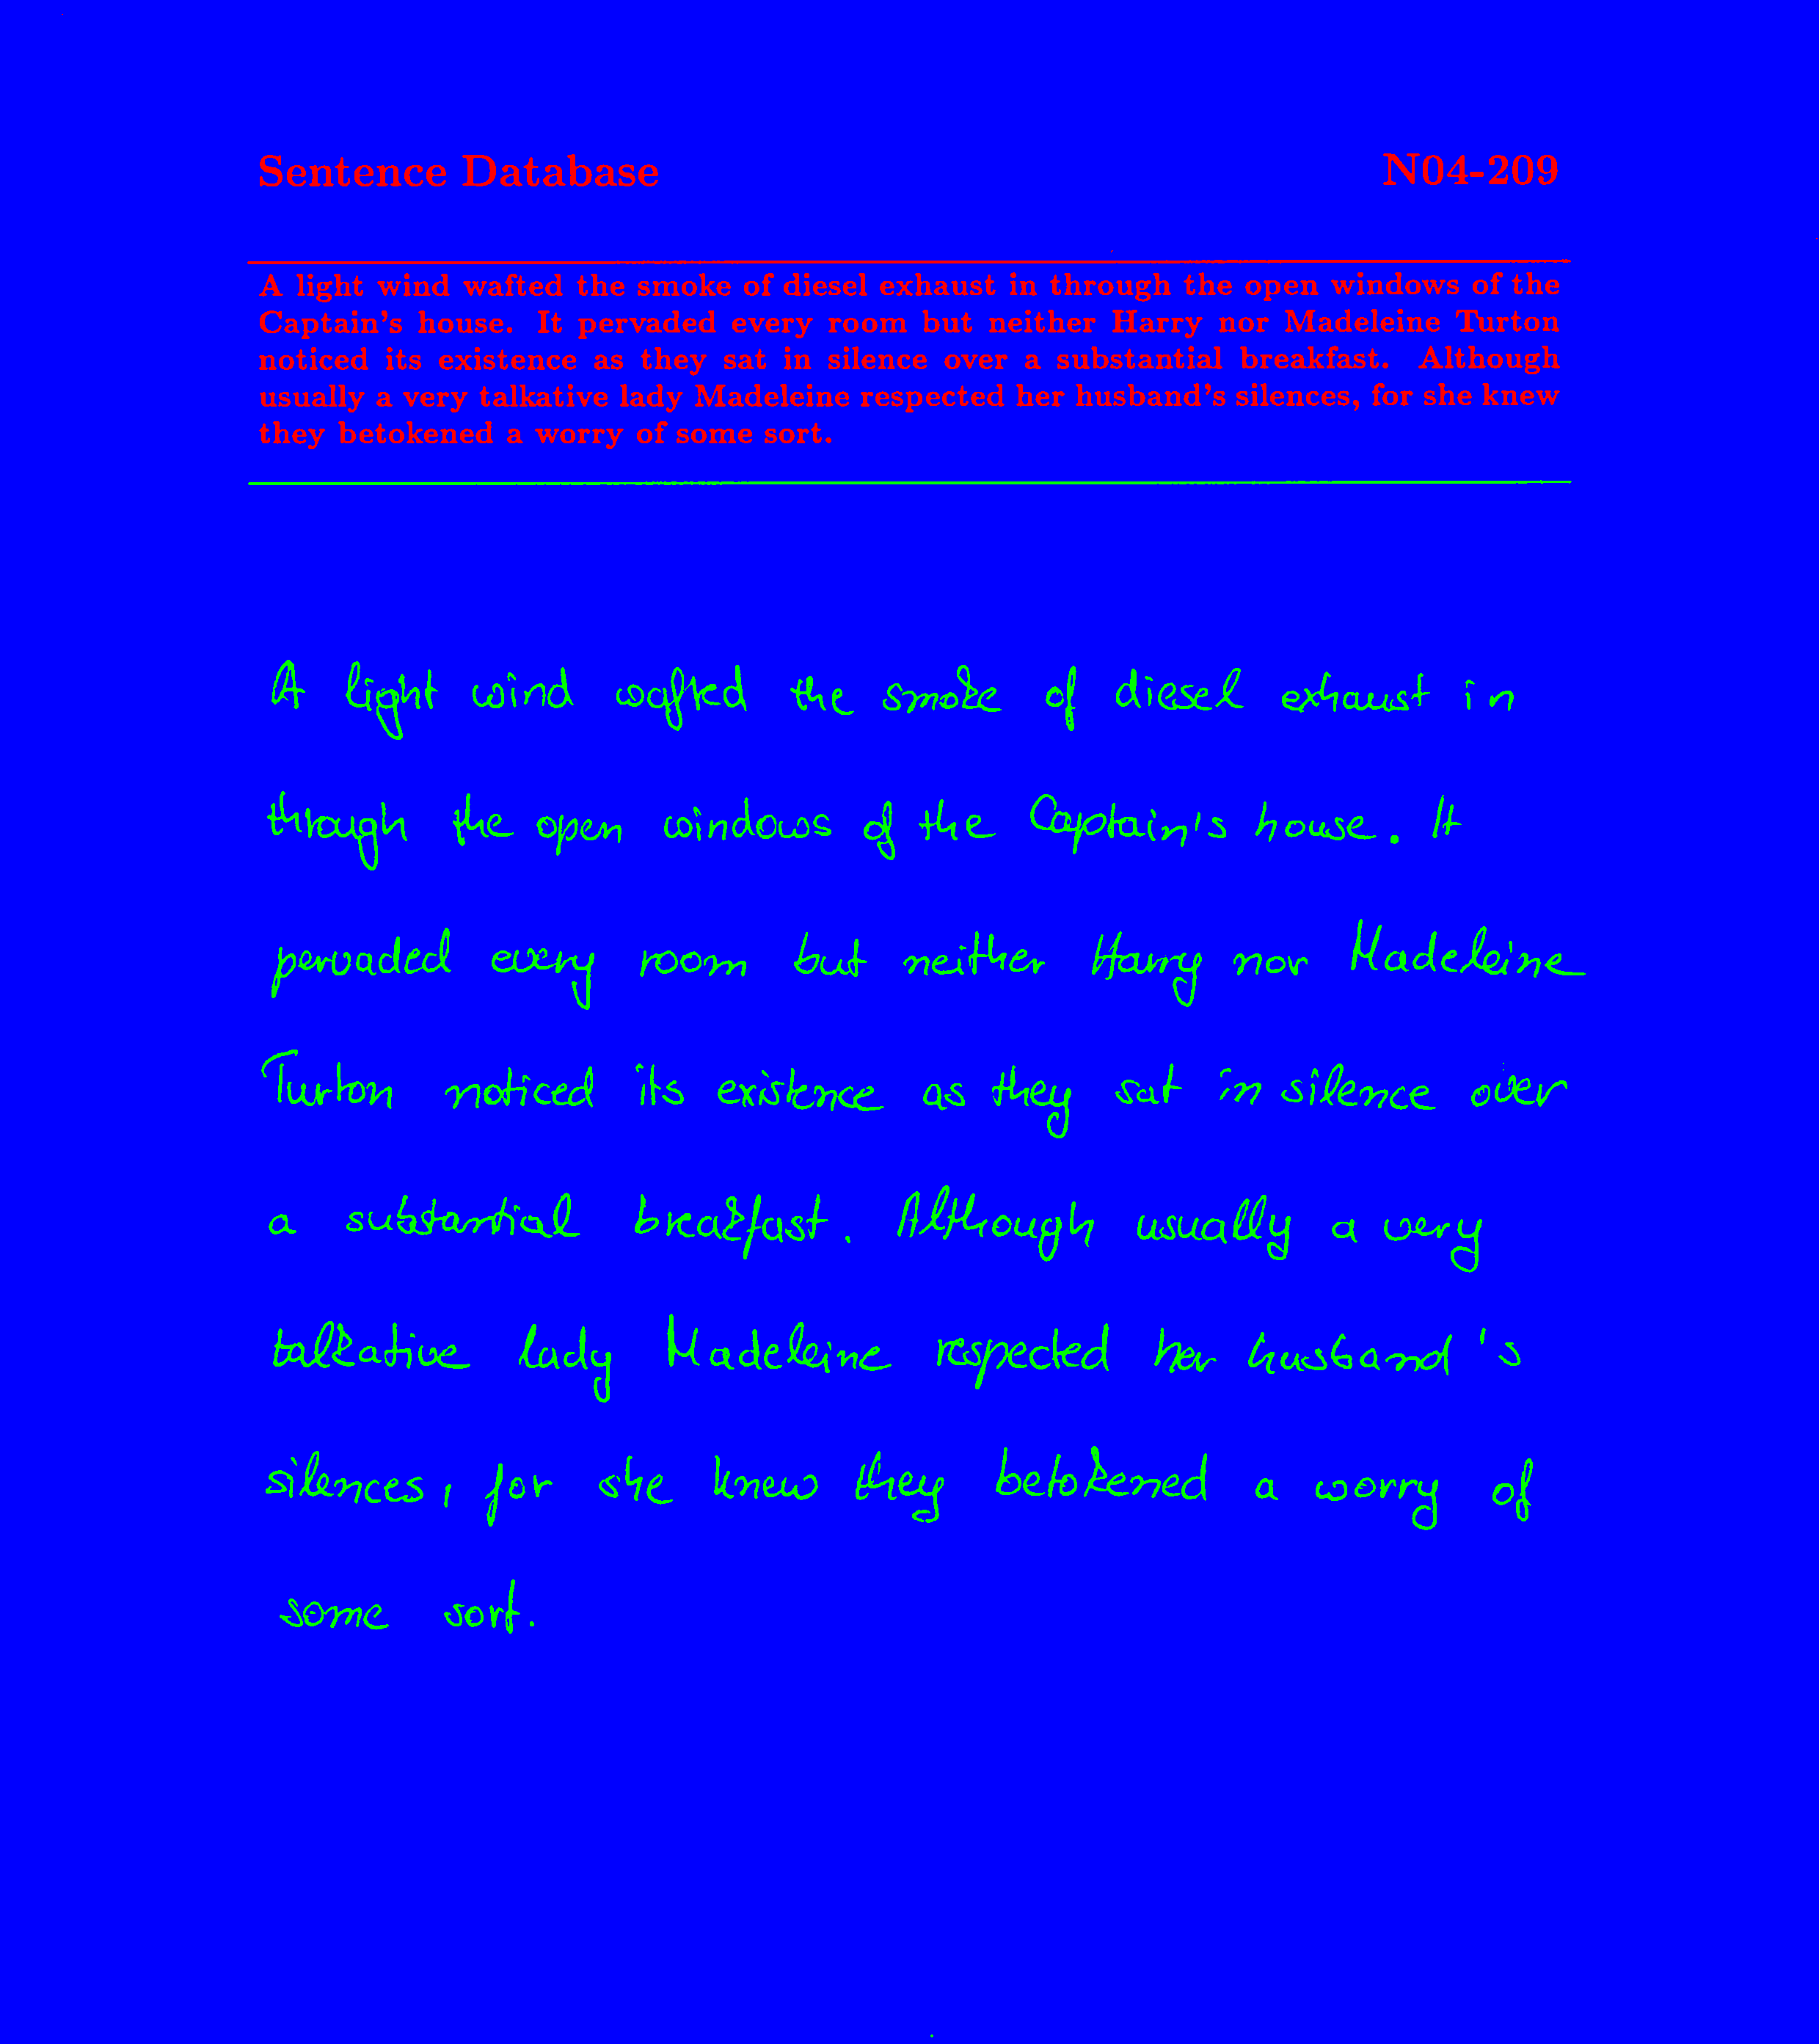 Sentence Database N04-209
A light wind wafted the smoke of diesel exhaust in through the open windows of the
Captain's house. It pervaded every room but neither Harry nor Madeleine Turton
noticed its existence as they sat in silence over a substantial breakfast. Although
usually a very talkative lady Madeleine respected her husband's silences, for she knew
they betokened a worry of some sort.
A light wind wafted the smoke of diesel exhaust in
through the open windows of the Captain's house. It
pervaded every room but neither Harry nor Madeleine
Turton noticed its existence as they sat in silence over
a substantial breakfast. Although usually a very
talkative lady Madeleine respected her husband's
silences, for she knew they betokened a worry of
some sort.